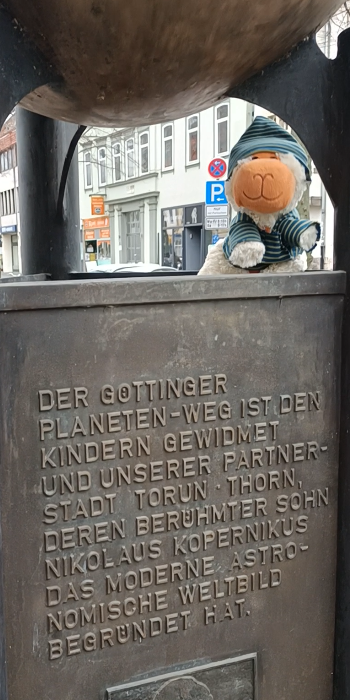 P
DER GÖTTINGER
PLANETEN-WEG IST DEN
KINDERN GEWIDMET
UND UNSERER PARTNER-
STADT TORUN · THORN,
DEREN BERÜHMTER SOHN
NIKOLAUS KOPERNIKUS
DAS MODERNE ASTRO-
NOMISCHE WELTBILD
BEGRÜNDET HAT.